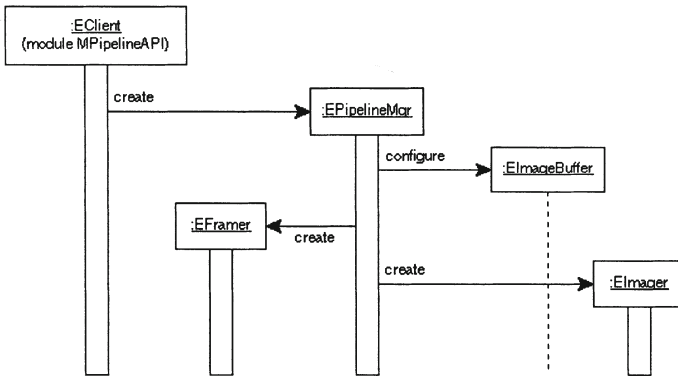 :EClient
(module MPipelineAPI)
create
:EPipelineMgr
configure
:EImageBuffer
:EFramer
create
create
:EImager